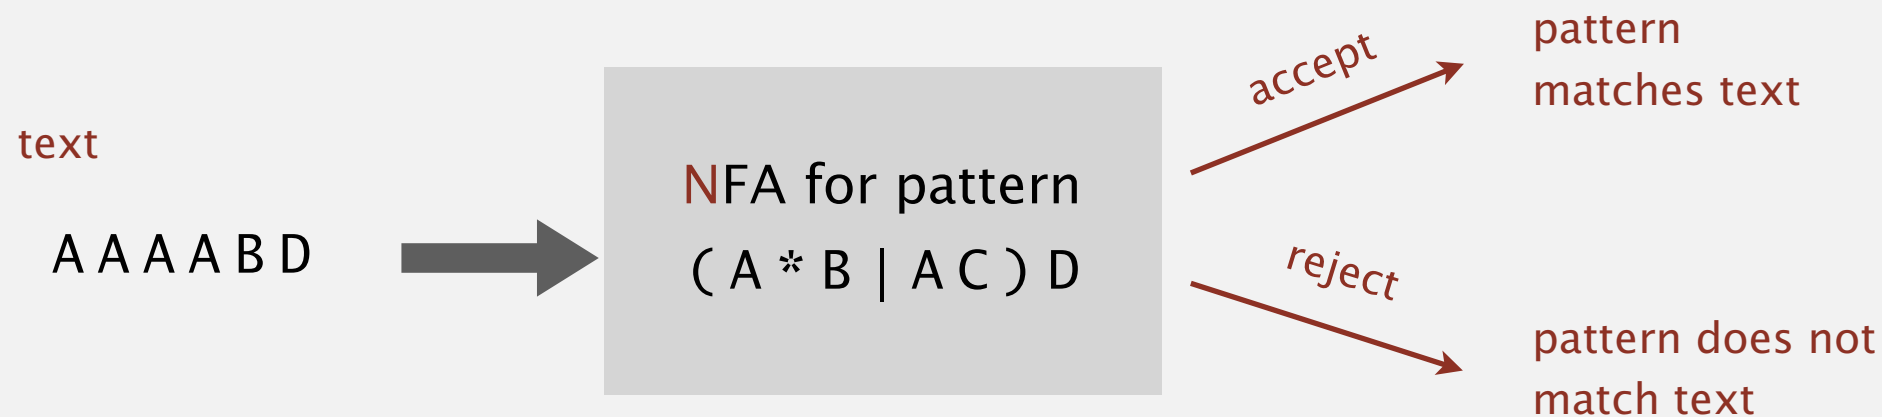 text
A A A A B D
NFA for pattern
( A * B | A C ) D
accept
pattern
matches text
reject
pattern does not
match text